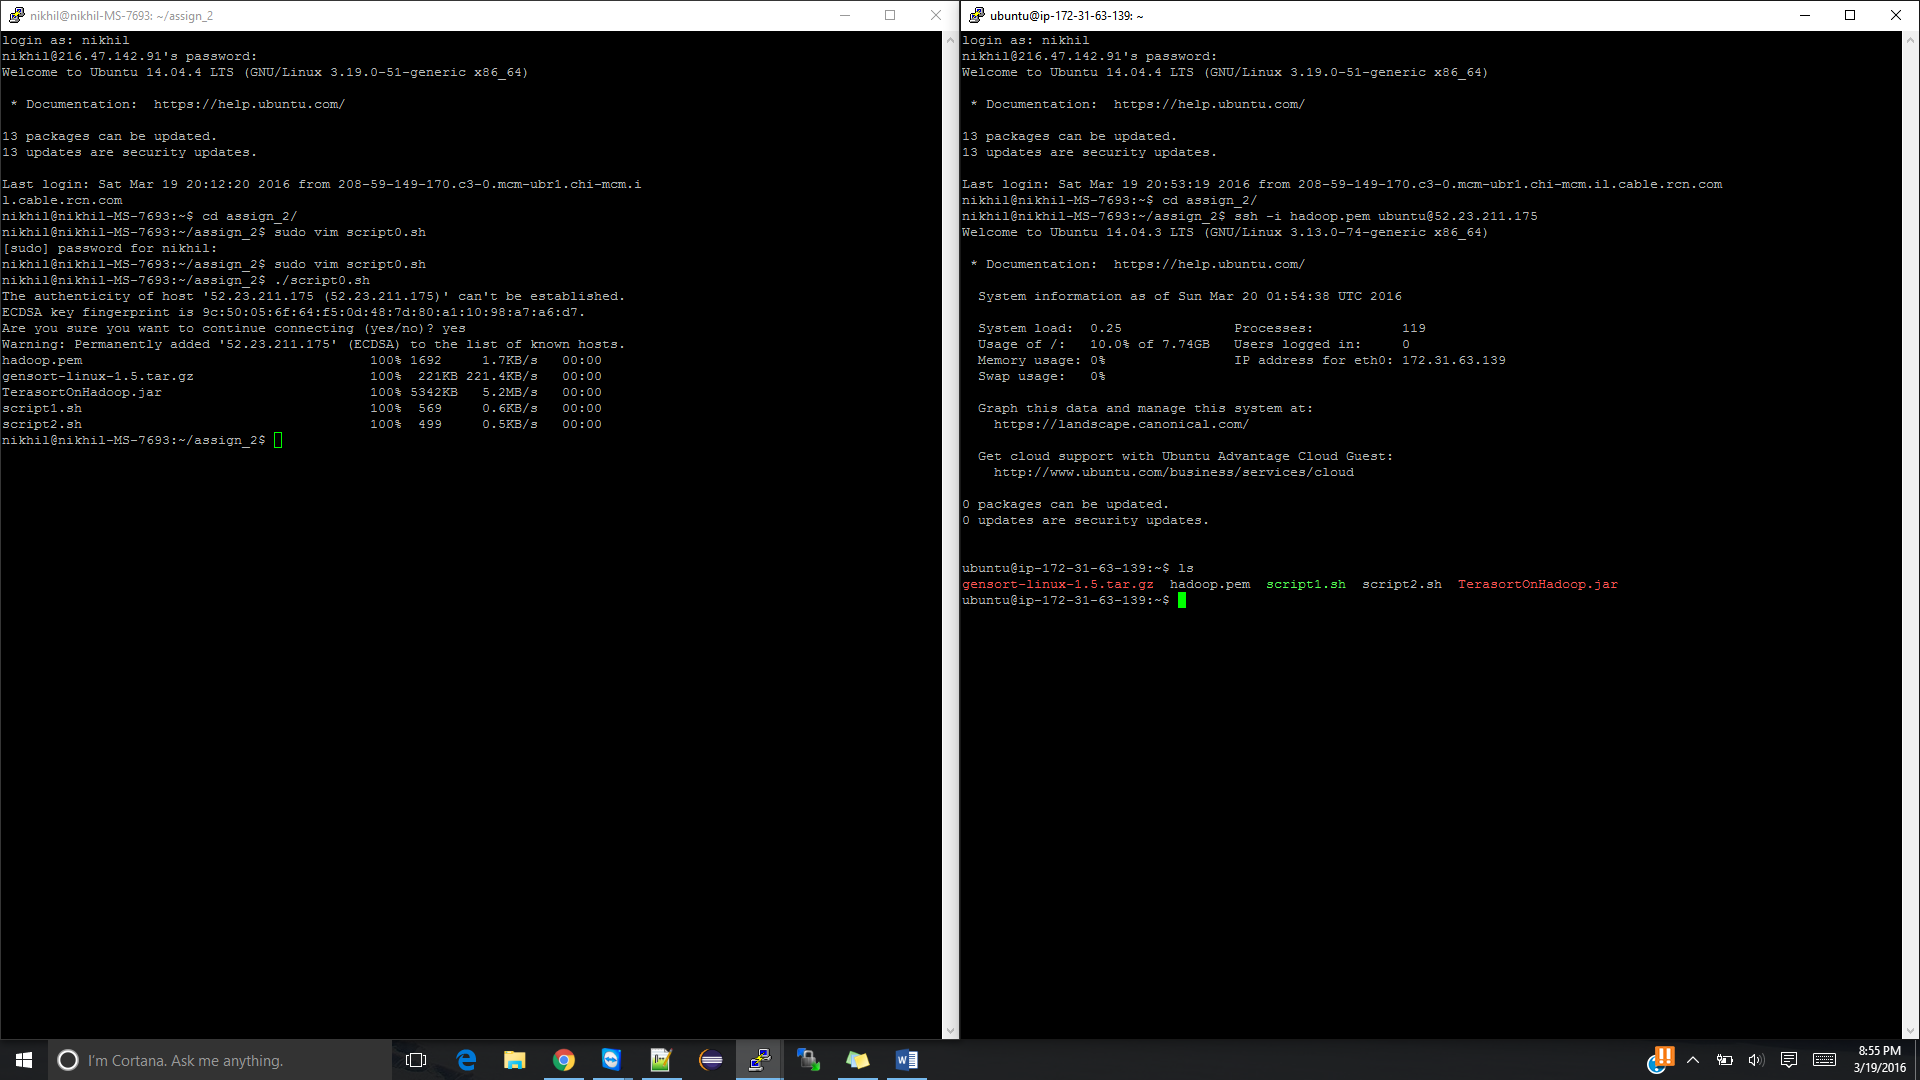 nikhil@nikhil-MS-7693: ~/assign_2
login as: nikhil
nikhil@216.47.142.91's password:
Welcome to Ubuntu 14.04.4 LTS (GNU/Linux 3.19.0-51-generic x86_64)
* Documentation:  https://help.ubuntu.com/
13 packages can be updated.
13 updates are security updates.
Last login: Sat Mar 19 20:12:20 2016 from 208-59-149-170.c3-0.mcm-ubr1.chi-mcm.i
l.cable.rcn.com
nikhil@nikhil-MS-7693:~$ cd assign_2/
nikhil@nikhil-MS-7693:~/assign_2$ sudo vim script0.sh
[sudo] password for nikhil:
nikhil@nikhil-MS-7693:~/assign_2$ sudo vim script0.sh
nikhil@nikhil-MS-7693:~/assign_2$ ./script0.sh
The authenticity of host '52.23.211.175 (52.23.211.175)' can't be established.
ECDSA key fingerprint is 9c:50:05:6f:64:f5:0d:48:7d:80:a1:10:98:a7:a6:d7.
Are you sure you want to continue connecting (yes/no)? yes
Warning: Permanently added '52.23.211.175' (ECDSA) to the list of known hosts.
hadoop.pem 100% 1692 1.7KB/s 00:00
gensort-linux-1.5.tar.gz 100% 221KB 221.4KB/s 00:00
TerasortOnHadoop.jar 100% 5342KB 5.2MB/s 00:00
script1.sh 100% 569 0.6KB/s 00:00
script2.sh 100% 499 0.5KB/s 00:00
nikhil@nikhil-MS-7693:~/assign_2$
ubuntu@ip-172-31-63-139: ~
login as: nikhil
nikhil@216.47.142.91's password:
Welcome to Ubuntu 14.04.4 LTS (GNU/Linux 3.19.0-51-generic x86_64)
* Documentation:  https://help.ubuntu.com/
13 packages can be updated.
13 updates are security updates.
Last login: Sat Mar 19 20:53:19 2016 from 208-59-149-170.c3-0.mcm-ubr1.chi-mcm.il.cable.rcn.com
nikhil@nikhil-MS-7693:~$ cd assign_2/
nikhil@nikhil-MS-7693:~/assign_2$ ssh -i hadoop.pem ubuntu@52.23.211.175
Welcome to Ubuntu 14.04.3 LTS (GNU/Linux 3.13.0-74-generic x86_64)
* Documentation:  https://help.ubuntu.com/
System information as of Sun Mar 20 01:54:38 UTC 2016
System load: 0.25 Processes: 119
Usage of /: 10.0% of 7.74GB Users logged in: 0
Memory usage: 0% IP address for eth0: 172.31.63.139
Swap usage: 0%
Graph this data and manage this system at:
https://landscape.canonical.com/
Get cloud support with Ubuntu Advantage Cloud Guest:
http://www.ubuntu.com/business/services/cloud
0 packages can be updated.
0 updates are security updates.
ubuntu@ip-172-31-63-139:~$ ls
gensort-linux-1.5.tar.gz hadoop.pem script1.sh script2.sh TerasortOnHadoop.jar
ubuntu@ip-172-31-63-139:~$
I'm Cortana. Ask me anything.
8:55 PM
3/19/2016